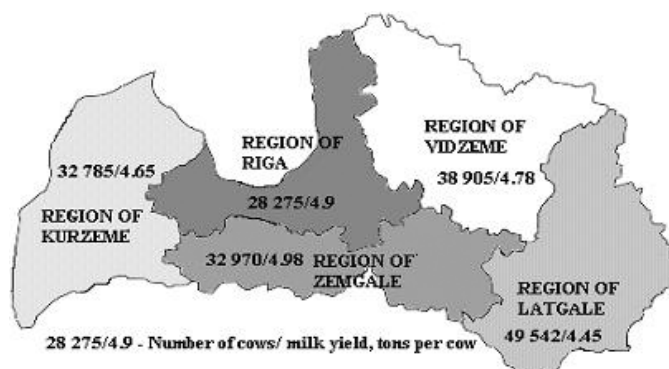 REGION OF
RIGA
REGION OF
VIDZEME
32 785/4.65
38 905/4.78
28 275/4.9
REGION OF
KURZEME
32 970/4.98
REGION OF
ZEMGALE
REGION OF
LATGALE
49 542/4.45
28 275/4.9 - Number of cows/ milk yield, tons per cow